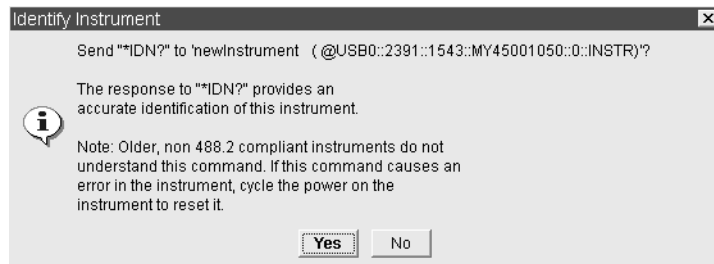 Identify Instrument
Send "*IDN?" to 'newInstrument ( @USB0::2391::1543::MY45001050::0::INSTR)'?
The response to "*IDN?" provides an
accurate identification of this instrument.
Note: Older, non 488.2 compliant instruments do not
understand this command. If this command causes an
error in the instrument, cycle the power on the
instrument to reset it.
Yes No